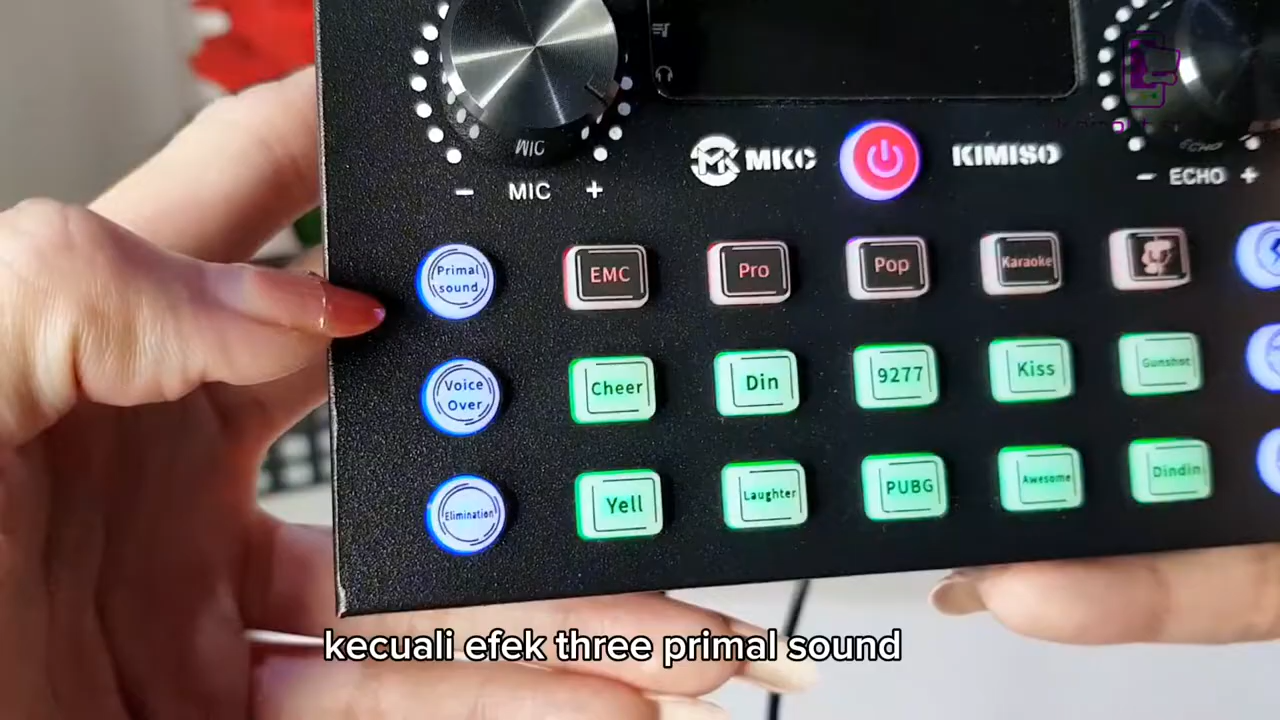 MIC
- MIC +
MKC
KIMISO
- ECHO +
Primal
sound
EMC
Pro
Pop
Karaoke
Voice
Over
Cheer
Din
9277
Kiss
Gunshot
Elimination
Yell
Laughter
PUBG
Awesome
Dindin
kecuali efek three primal sound